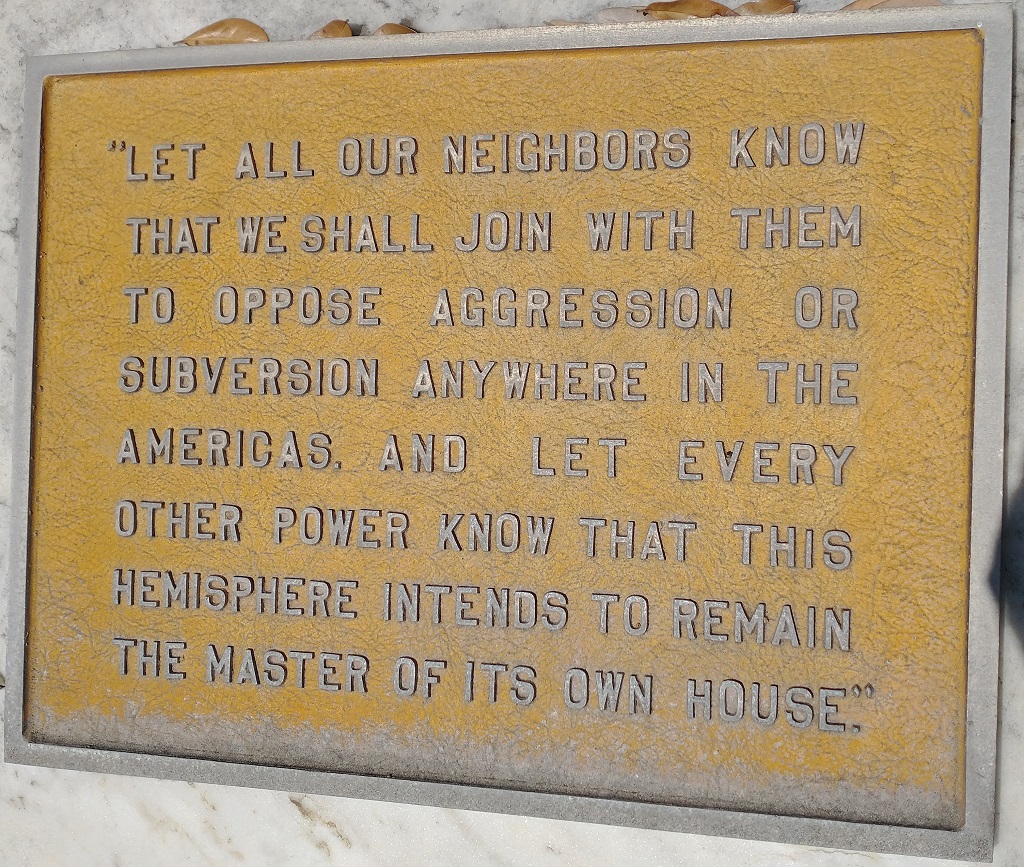 "LET ALL OUR NEIGHBORS KNOW
THAT WE SHALL JOIN WITH THEM
TO OPPOSE AGGRESSION OR
SUBVERSION ANYWHERE IN THE
AMERICAS. AND LET EVERY
OTHER POWER KNOW THAT THIS
HEMISPHERE INTENDS TO REMAIN
THE MASTER OF ITS OWN HOUSE."